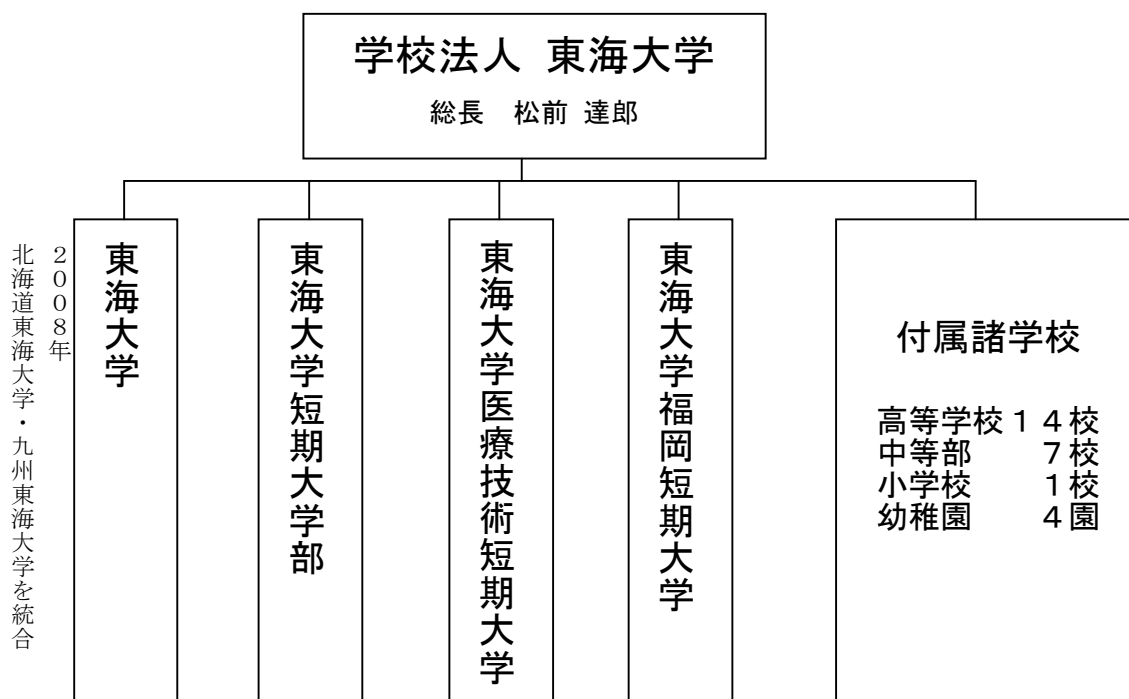 学校法人 東海大学
総長 松前 達郎
２００８年
北海道東海大学・九州東海大学を統合
東海大学
東海大学短期大学部
東海大学医療技術短期大学
東海大学福岡短期大学
付属諸学校
高等学校１４校
中等部 ７校
小学校 １校
幼稚園 ４園